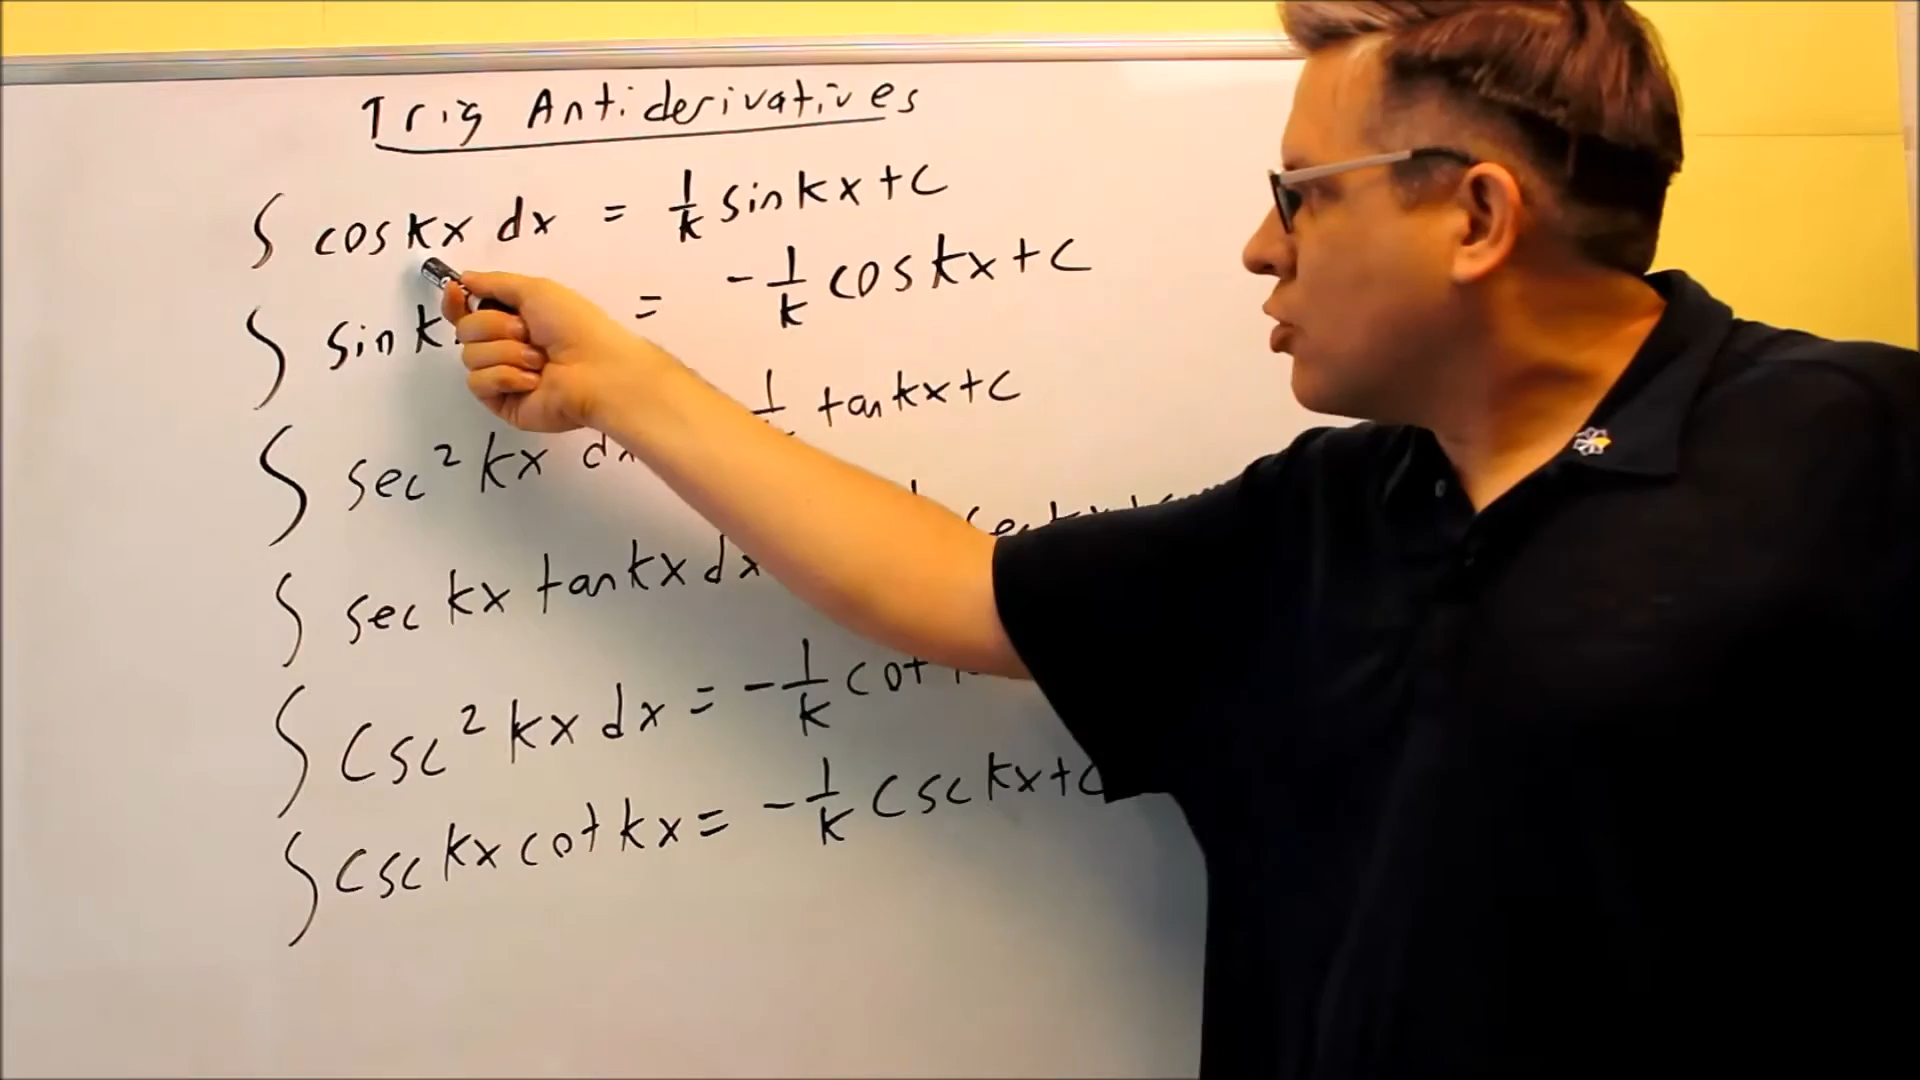 Trig Antiderivatives
∫ cos kx dx = 1/k sin kx + c
∫ sin k = -1/k cos kx + c
∫ sec² kx dx 1/ tan kx + c
∫ sec kx tan kx dx sec kx +
∫ csc² kx dx = -1/k cot
∫ csc kx cot kx = -1/k csc kx + c